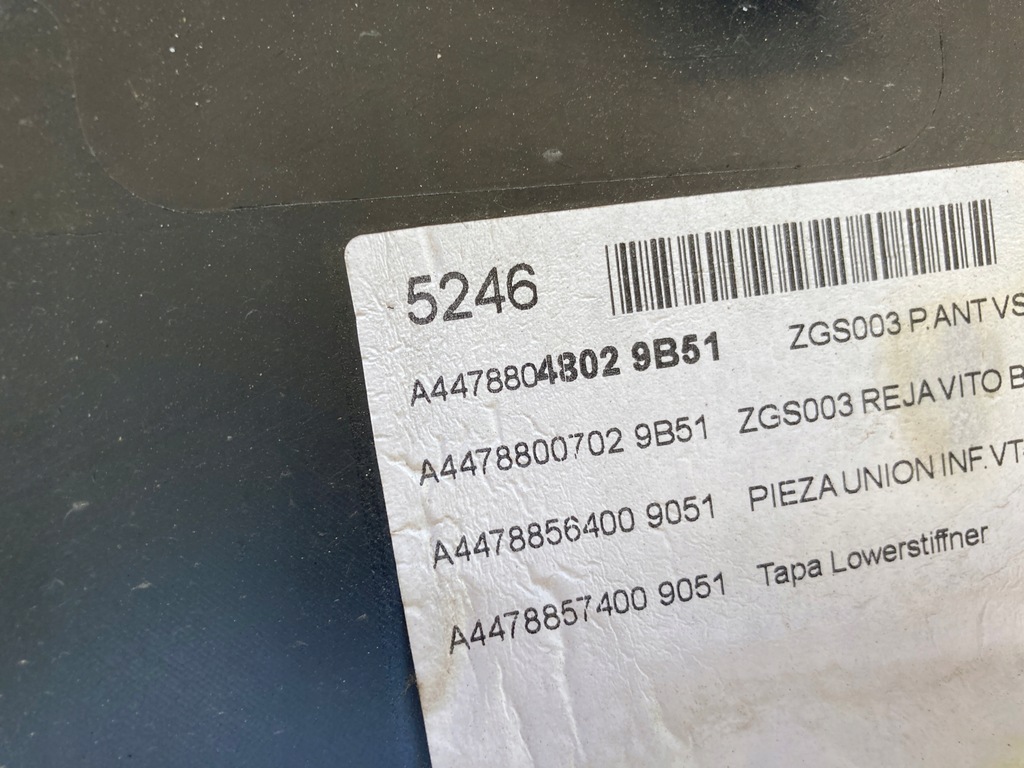 5246
A4478804802 9B51 ZGS003 P.ANT VS
A4478800702 9B51 ZGS003 REJA VITO B
A4478856400 9051 PIEZA UNION INF. VT
A4478857400 9051 Tapa Lowerstiffner